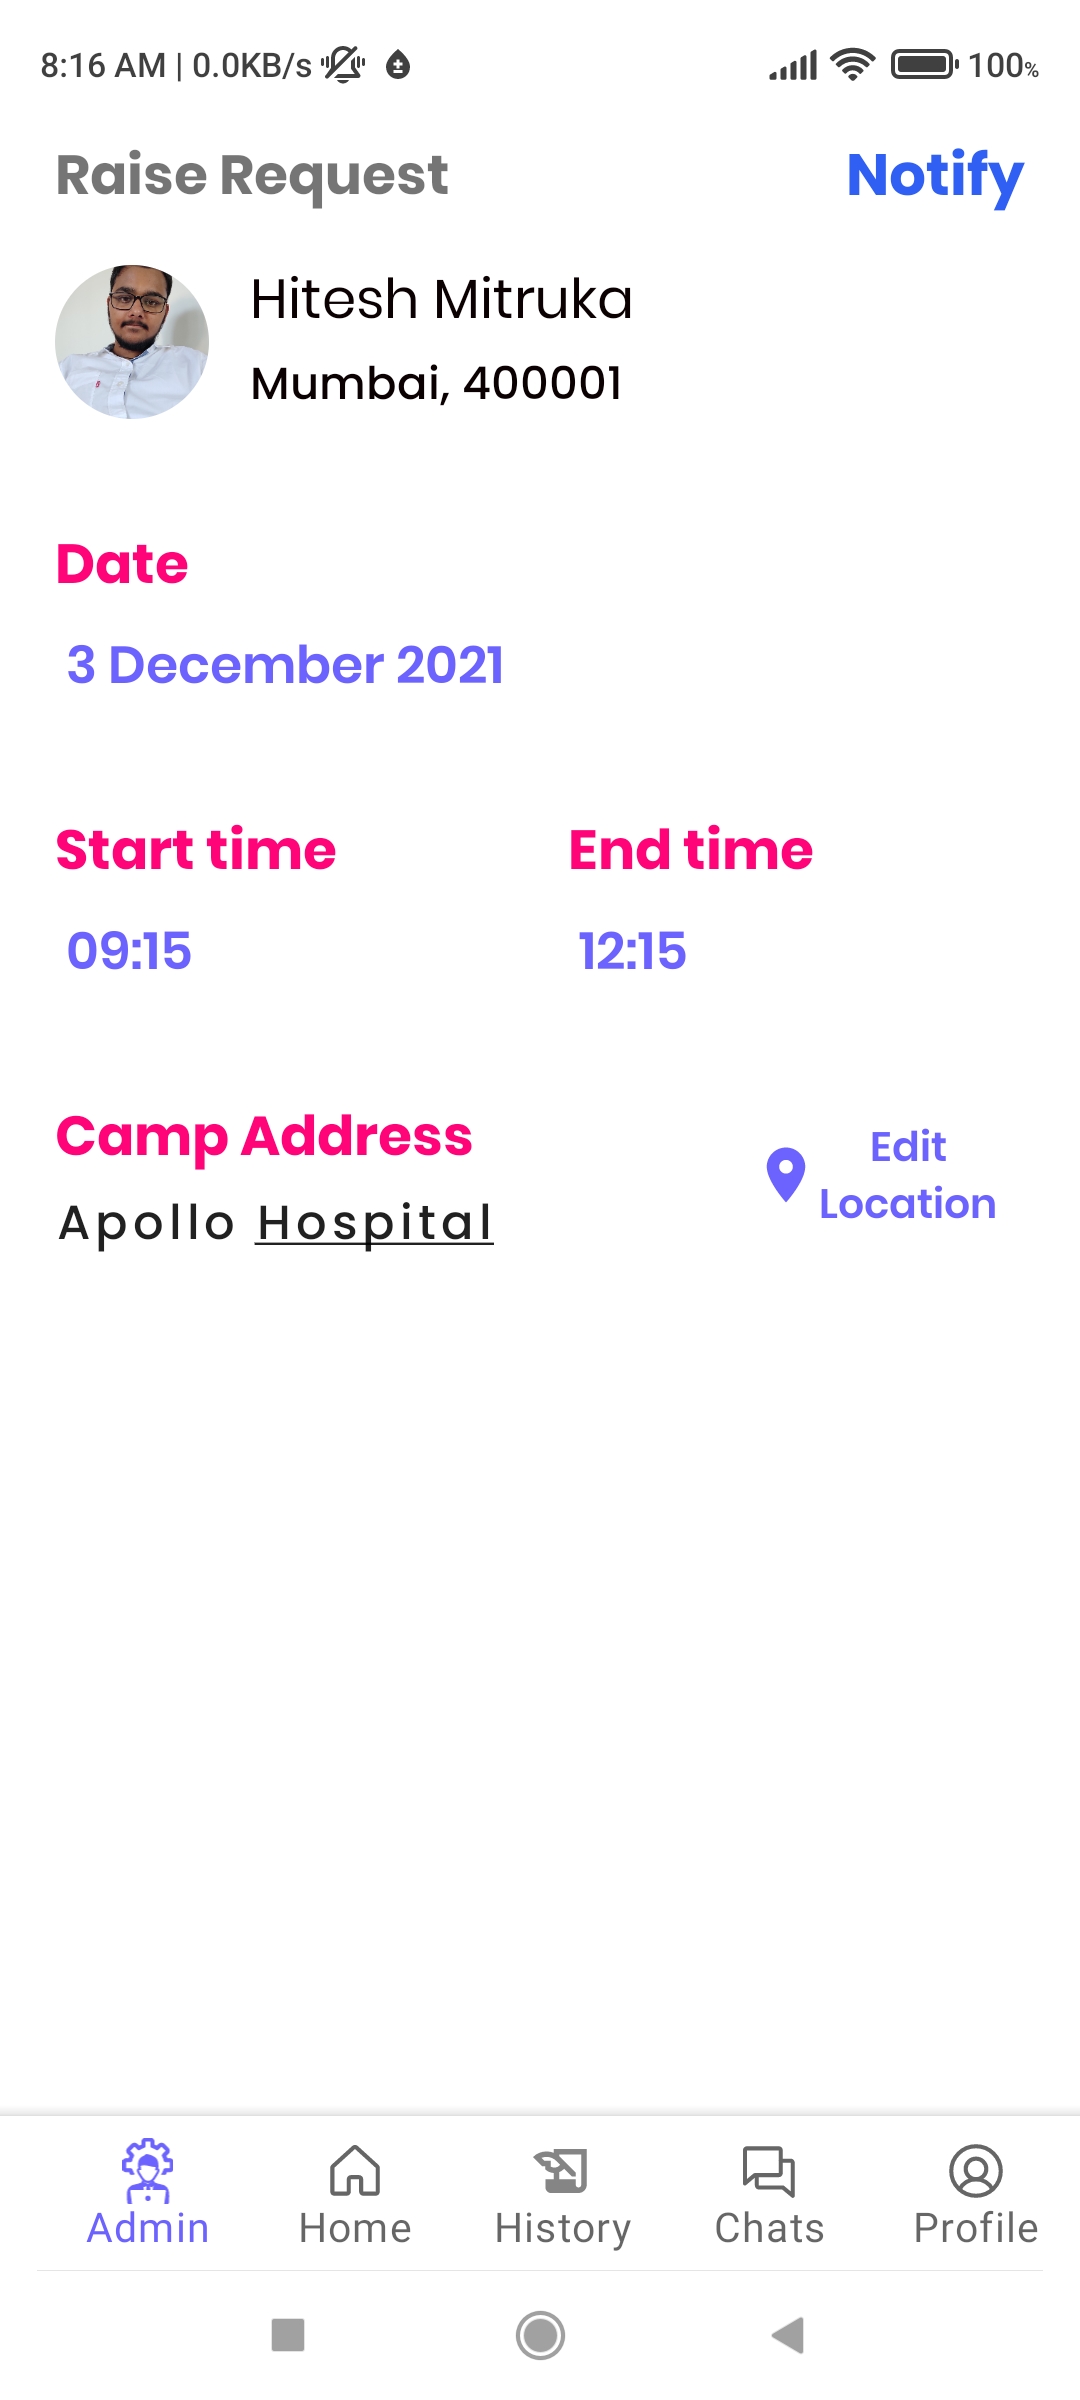 8:16 AM | 0.0KB/s 100%
Raise Request Notify
Hitesh Mitruka
Mumbai, 400001
Date
3 December 2021
Start time End time
09:15 12:15
Camp Address
Apollo Hospital
Edit
Location
Admin Home History Chats Profile